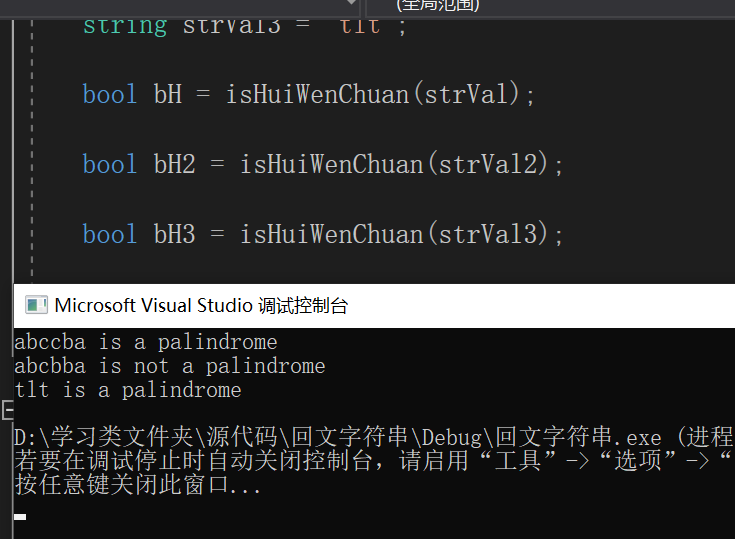 (全局范围)
string strVal3 = "tlt";
bool bH = isHuiWenChuan(strVal);
bool bH2 = isHuiWenChuan(strVal2);
bool bH3 = isHuiWenChuan(strVal3);
Microsoft Visual Studio 调试控制台
abccba is a palindrome
abcbba is not a palindrome
tlt is a palindrome
D:\学习类文件夹\源代码\回文字符串\Debug\回文字符串.exe (进程
若要在调试停止时自动关闭控制台，请启用“工具”->“选项”->“
按任意键关闭此窗口...